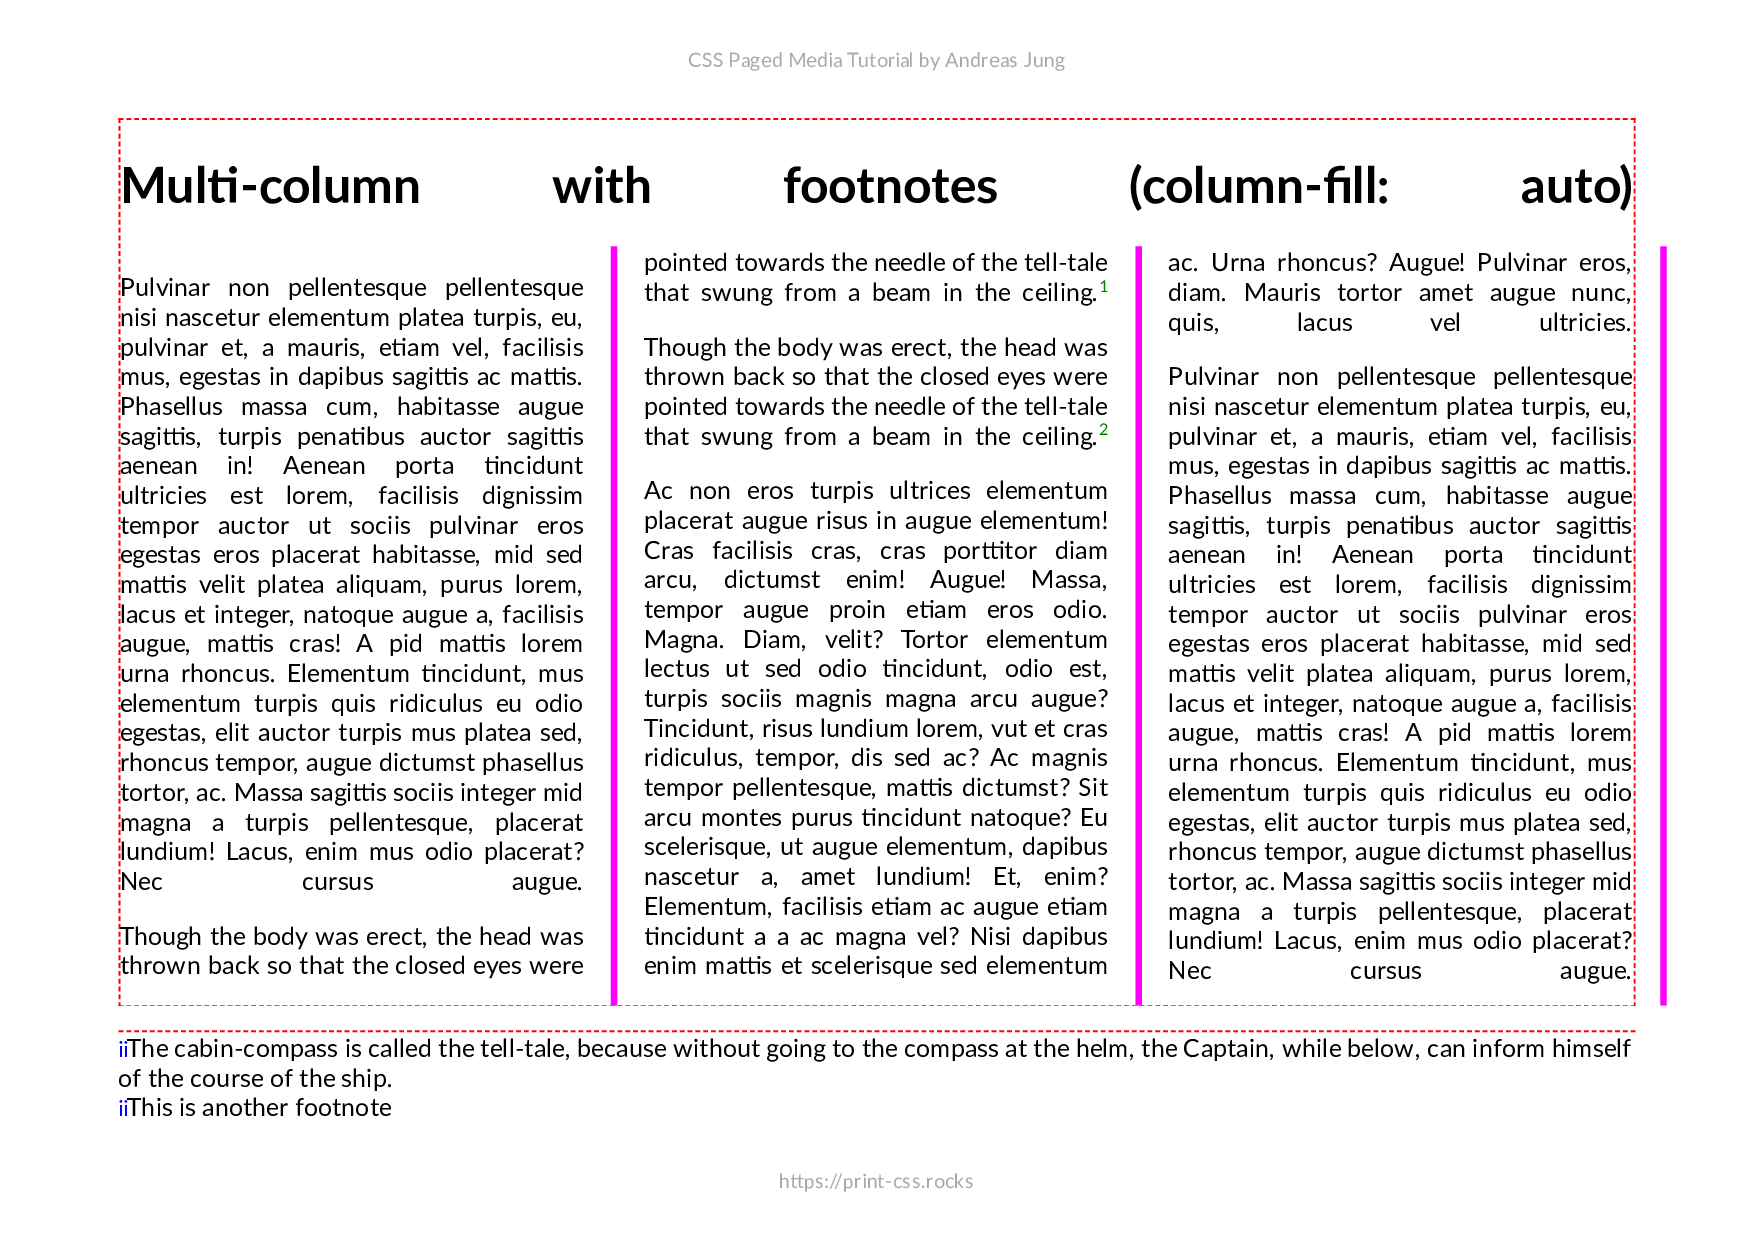 CSS Paged Media Tutorial by Andreas Jung
Multi-column with footnotes (column-fill: auto)
Pulvinar non pellentesque pellentesque
nisi nascetur elementum platea turpis, eu,
pulvinar et, a mauris, etiam vel, facilisis
mus, egestas in dapibus sagittis ac mattis.
Phasellus massa cum, habitasse augue
sagittis, turpis penatibus auctor sagittis
aenean in! Aenean porta tincidunt
ultricies est lorem, facilisis dignissim
tempor auctor ut sociis pulvinar eros
egestas eros placerat habitasse, mid sed
mattis velit platea aliquam, purus lorem,
lacus et integer, natoque augue a, facilisis
augue, mattis cras! A pid mattis lorem
urna rhoncus. Elementum tincidunt, mus
elementum turpis quis ridiculus eu odio
egestas, elit auctor turpis mus platea sed,
rhoncus tempor, augue dictumst phasellus
tortor, ac. Massa sagittis sociis integer mid
magna a turpis pellentesque, placerat
lundium! Lacus, enim mus odio placerat?
Nec cursus augue.
Though the body was erect, the head was
thrown back so that the closed eyes were
pointed towards the needle of the tell-tale
that swung from a beam in the ceiling.1
Though the body was erect, the head was
thrown back so that the closed eyes were
pointed towards the needle of the tell-tale
that swung from a beam in the ceiling.2
Ac non eros turpis ultrices elementum
placerat augue risus in augue elementum!
Cras facilisis cras, cras porttitor diam
arcu, dictumst enim! Augue! Massa,
tempor augue proin etiam eros odio.
Magna. Diam, velit? Tortor elementum
lectus ut sed odio tincidunt, odio est,
turpis sociis magnis magna arcu augue?
Tincidunt, risus lundium lorem, vut et cras
ridiculus, tempor, dis sed ac? Ac magnis
tempor pellentesque, mattis dictumst? Sit
arcu montes purus tincidunt natoque? Eu
scelerisque, ut augue elementum, dapibus
nascetur a, amet lundium! Et, enim?
Elementum, facilisis etiam ac augue etiam
tincidunt a a ac magna vel? Nisi dapibus
enim mattis et scelerisque sed elementum
ac. Urna rhoncus? Augue! Pulvinar eros,
diam. Mauris tortor amet augue nunc,
quis, lacus vel ultricies.
Pulvinar non pellentesque pellentesque
nisi nascetur elementum platea turpis, eu,
pulvinar et, a mauris, etiam vel, facilisis
mus, egestas in dapibus sagittis ac mattis.
Phasellus massa cum, habitasse augue
sagittis, turpis penatibus auctor sagittis
aenean in! Aenean porta tincidunt
ultricies est lorem, facilisis dignissim
tempor auctor ut sociis pulvinar eros
egestas eros placerat habitasse, mid sed
mattis velit platea aliquam, purus lorem,
lacus et integer, natoque augue a, facilisis
augue, mattis cras! A pid mattis lorem
urna rhoncus. Elementum tincidunt, mus
elementum turpis quis ridiculus eu odio
egestas, elit auctor turpis mus platea sed,
rhoncus tempor, augue dictumst phasellus
tortor, ac. Massa sagittis sociis integer mid
magna a turpis pellentesque, placerat
lundium! Lacus, enim mus odio placerat?
Nec cursus augue.
iiThe cabin-compass is called the tell-tale, because without going to the compass at the helm, the Captain, while below, can inform himself
of the course of the ship.
iiThis is another footnote
https://print-css.rocks